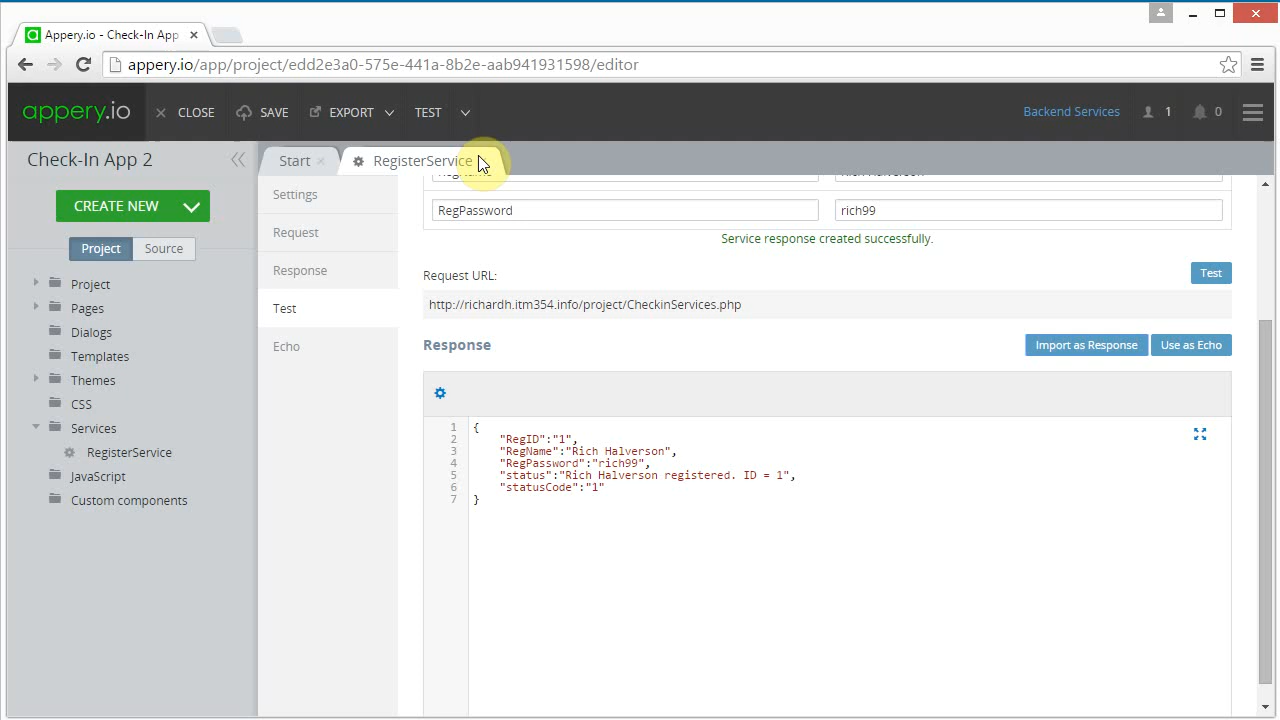 Appery.io - Check-In App
appery.io/app/project/edd2e3a0-575e-441a-8b2e-aab941931598/editor
appery.io
CLOSE
SAVE
EXPORT
TEST
Backend Services
1
0
Check-In App 2
Start
RegisterService
CREATE NEW
Project
Source
Project
Pages
Dialogs
Templates
Themes
CSS
Services
RegisterService
JavaScript
Custom components
Settings
Request
Response
Test
Echo
RegPassword
rich99
Service response created successfully.
Request URL:
Test
http://richardh.itm354.info/project/CheckinServices.php
Response
Import as Response
Use as Echo
1 {
2 "RegID":"1",
3 "RegName":"Rich Halverson",
4 "RegPassword":"rich99",
5 "status":"Rich Halverson registered. ID = 1",
6 "statusCode":"1"
7 }